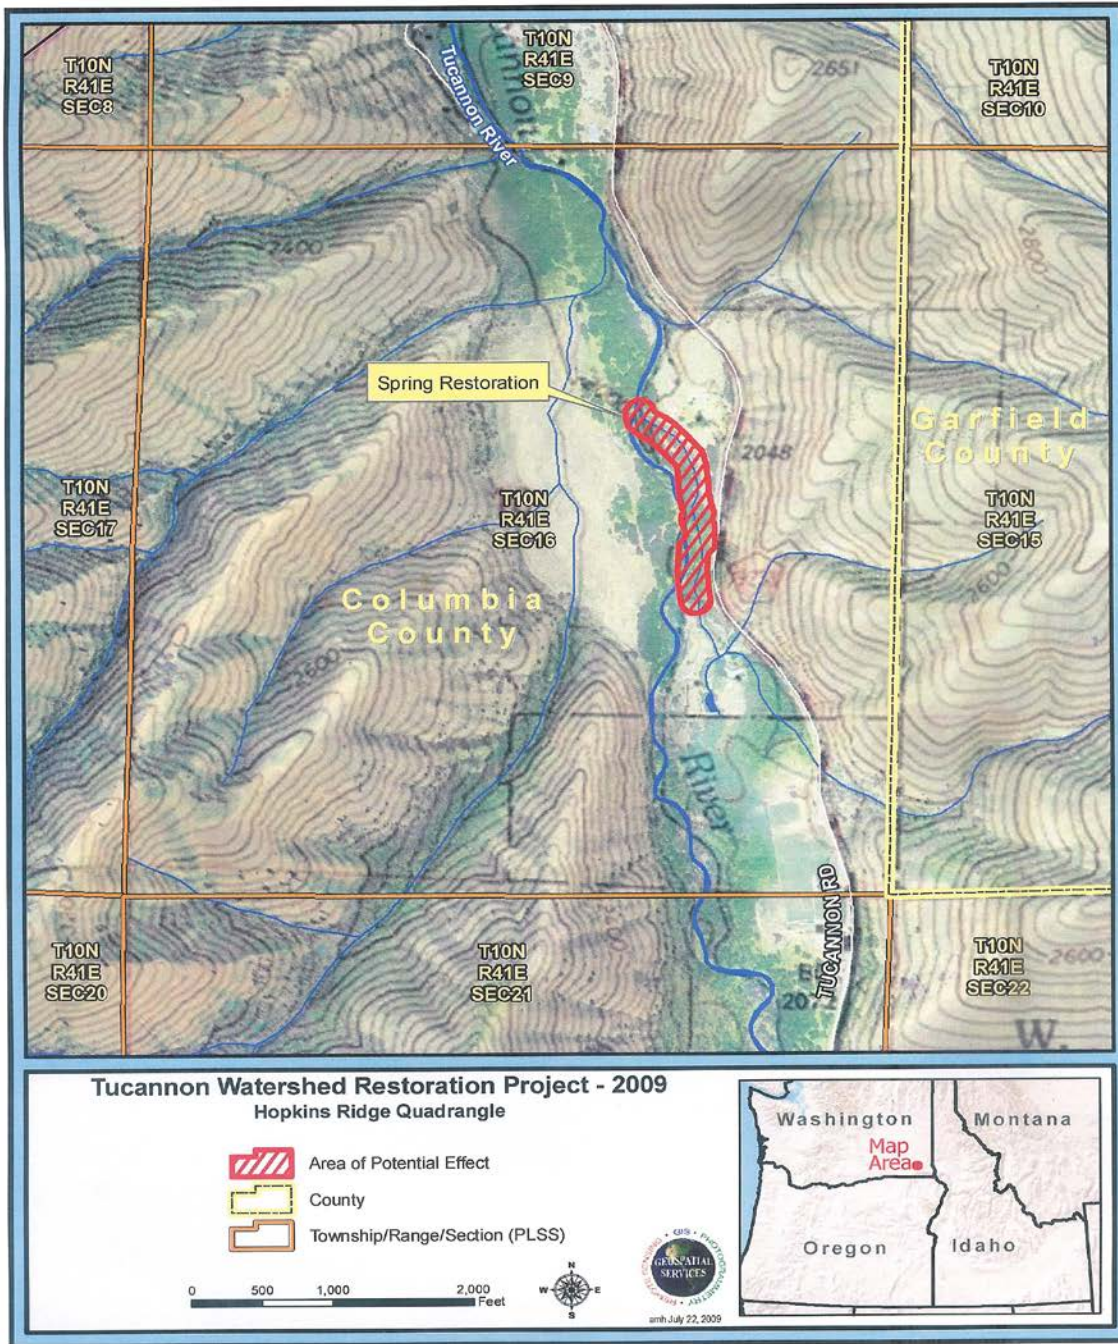 T10N
R41E
SEC8
Tucannon River
T10N
R41E
SEC9
2651
T10N
R41E
SEC10
2400
2800
Spring Restoration
Garfield
County
2048
T10N
R41E
SEC17
T10N
R41E
SEC16
T10N
R41E
SEC15
2600
Columbia
County
2600
River
TUCANNON RD
T10N
R41E
SEC20
T10N
R41E
SEC21
T10N
R41E
SEC22
2600
W.
Tucannon Watershed Restoration Project - 2009
Hopkins Ridge Quadrangle
Area of Potential Effect
County
Township/Range/Section (PLSS)
0 500 1,000 2,000
Feet
N
W E
S
REMOTE SENSING • GIS • PHOTOGRAMMETRY
GEOSPATIAL
SERVICES
amh July 22, 2009
Washington
Montana
Map
Area
Oregon
Idaho